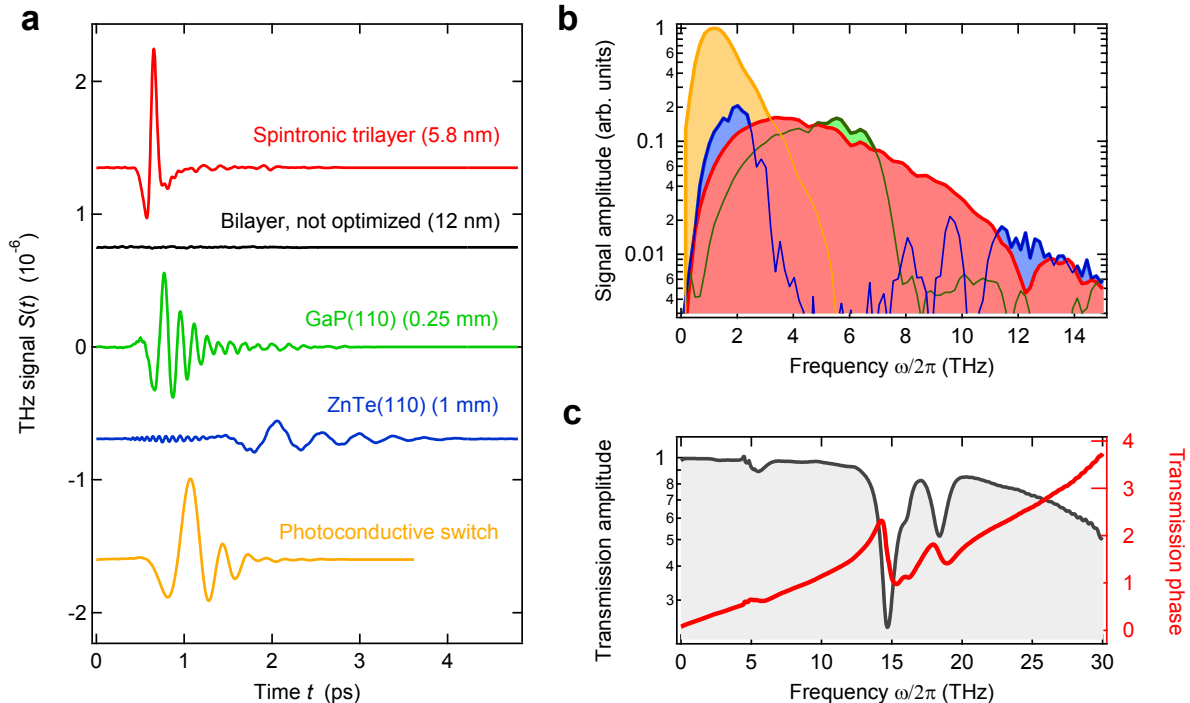 a
2
1
0
-1
-2
THz signal S(t) (10⁻⁶)
Spintronic trilayer (5.8 nm)
Bilayer, not optimized (12 nm)
GaP(110) (0.25 mm)
ZnTe(110) (1 mm)
Photoconductive switch
0 1 2 3 4
Time t (ps)
b
Signal amplitude (arb. units)
1
6
4
2
0.1
6
4
2
0.01
6
4
0 2 4 6 8 10 12 14
Frequency ω/2π (THz)
c
Transmission amplitude
1
8
7
6
5
4
3
4
3
2
1
0
Transmission phase
0 5 10 15 20 25 30
Frequency ω/2π (THz)